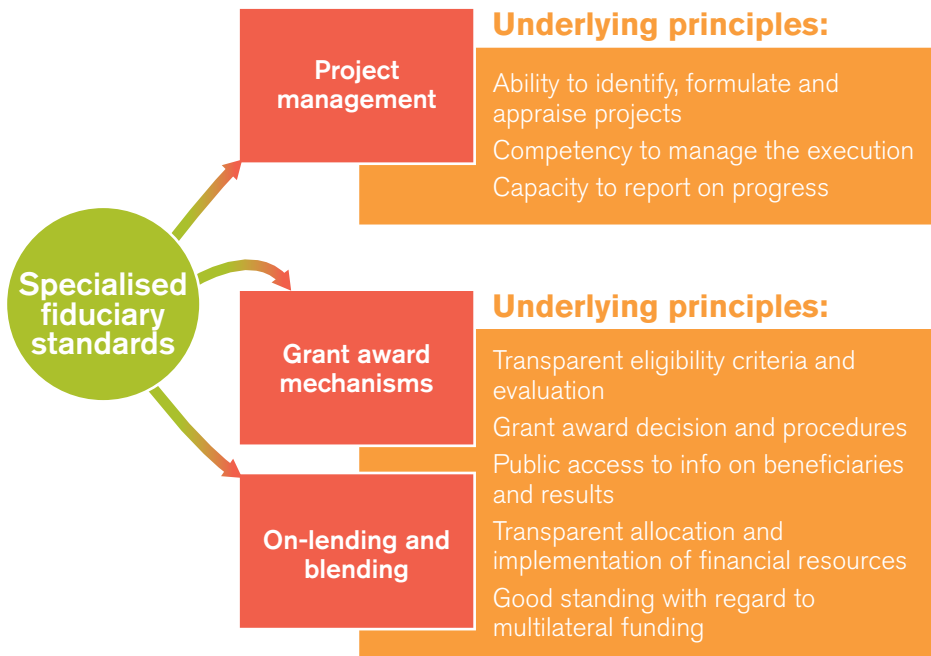 Specialised
fiduciary
standards
Project
management
Underlying principles:
Ability to identify, formulate and
appraise projects
Competency to manage the execution
Capacity to report on progress
Grant award
mechanisms
On-lending and
blending
Underlying principles:
Transparent eligibility criteria and
evaluation
Grant award decision and procedures
Public access to info on beneficiaries
and results
Transparent allocation and
implementation of financial resources
Good standing with regard to
multilateral funding